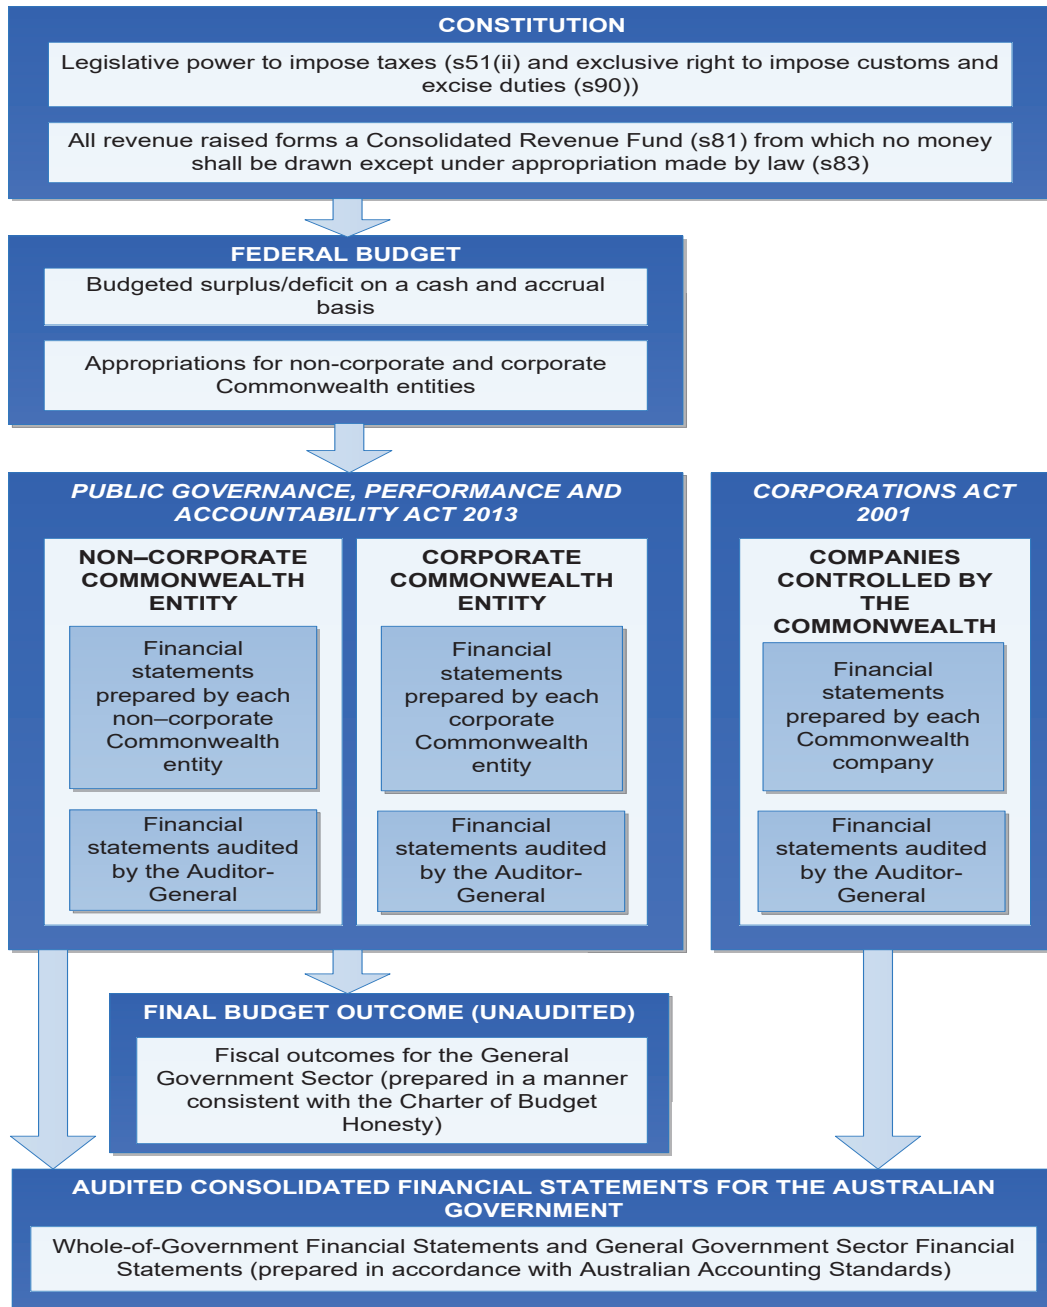 CONSTITUTION
Legislative power to impose taxes (s51(ii) and exclusive right to impose customs and
excise duties (s90))
All revenue raised forms a Consolidated Revenue Fund (s81) from which no money
shall be drawn except under appropriation made by law (s83)
FEDERAL BUDGET
Budgeted surplus/deficit on a cash and accrual
basis
Appropriations for non-corporate and corporate
Commonwealth entities
PUBLIC GOVERNANCE, PERFORMANCE AND
ACCOUNTABILITY ACT 2013
NON–CORPORATE
COMMONWEALTH
ENTITY
Financial
statements
prepared by each
non–corporate
Commonwealth
entity
Financial
statements audited
by the Auditor-
General
CORPORATE
COMMONWEALTH
ENTITY
Financial
statements
prepared by each
corporate
Commonwealth
entity
Financial
statements audited
by the Auditor-
General
CORPORATIONS ACT
2001
COMPANIES
CONTROLLED BY
THE
COMMONWEALTH
Financial
statements
prepared by each
Commonwealth
company
Financial
statements audited
by the Auditor-
General
FINAL BUDGET OUTCOME (UNAUDITED)
Fiscal outcomes for the General
Government Sector (prepared in a manner
consistent with the Charter of Budget
Honesty)
AUDITED CONSOLIDATED FINANCIAL STATEMENTS FOR THE AUSTRALIAN
GOVERNMENT
Whole-of-Government Financial Statements and General Government Sector Financial
Statements (prepared in accordance with Australian Accounting Standards)